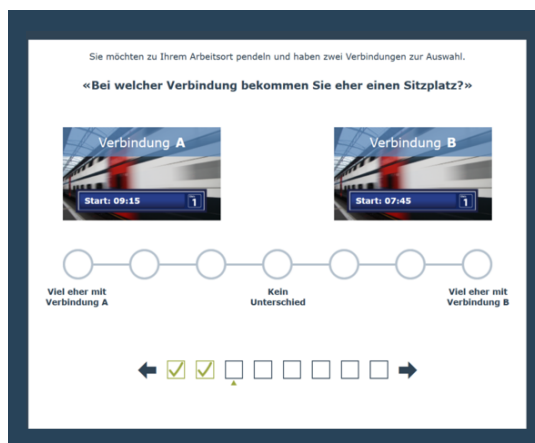 Sie möchten zu Ihrem Arbeitsort pendeln und haben zwei Verbindungen zur Auswahl.
«Bei welcher Verbindung bekommen Sie eher einen Sitzplatz?»
Verbindung A
Verbindung B
Start: 09:15 1
Start: 07:45 1
Viel eher mit
Verbindung A
Kein
Unterschied
Viel eher mit
Verbindung B